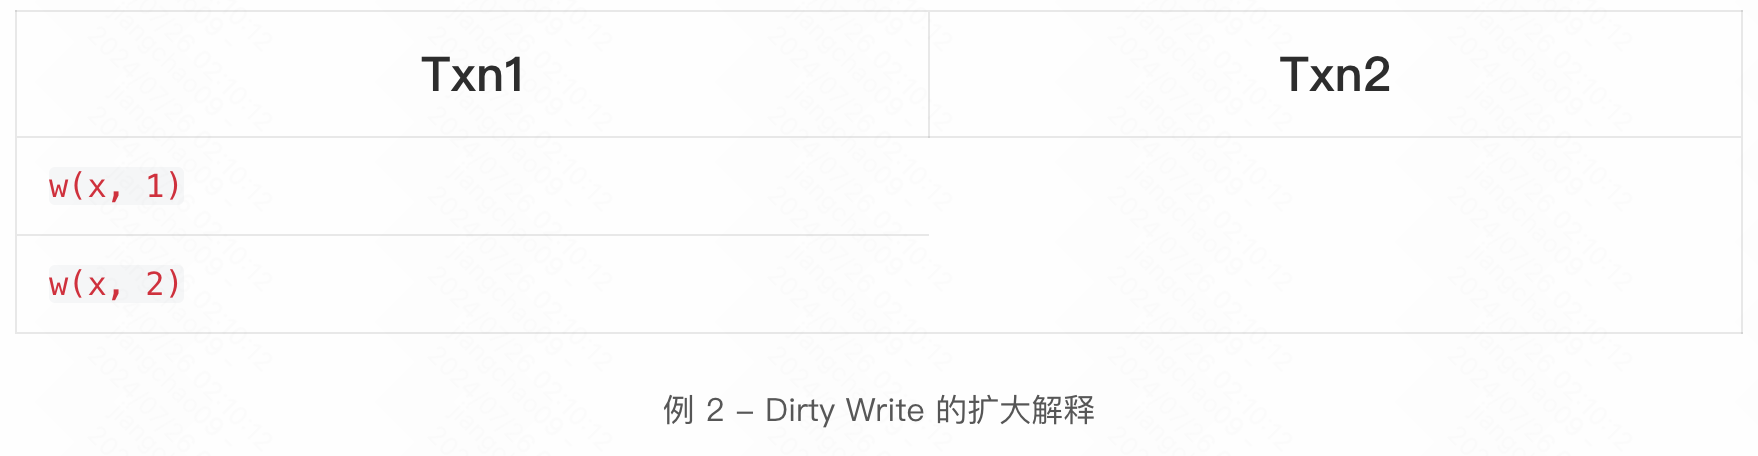 Txn1 Txn2
w(x, 1)
w(x, 2)
例 2 – Dirty Write 的扩大解释